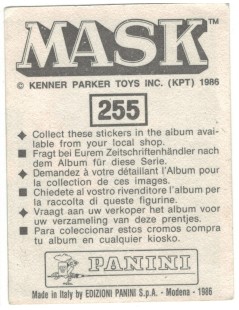 MASK™
© KENNER PARKER TOYS INC. (KPT) 1986
255
◆ Collect these stickers in the album avai-
lable from your local shop.
■ Fragt bei Eurem Zeitschriftenhändler nach
dem Album für diese Serie.
◆ Demandez à votre détaillant l'Album pour
la collection de ces images.
■ Chiedete al vostro rivenditore l'album per
la raccolta di queste figurine.
◆ Vraagt aan uw verkoper het album voor
uw verzameling van deze prentjes.
■ Para coleccionar estos cromos compra
tu album en cualquier kiosko.
PANINI
Made in Italy by EDIZIONI PANINI S.p.A. - Modena - 1986